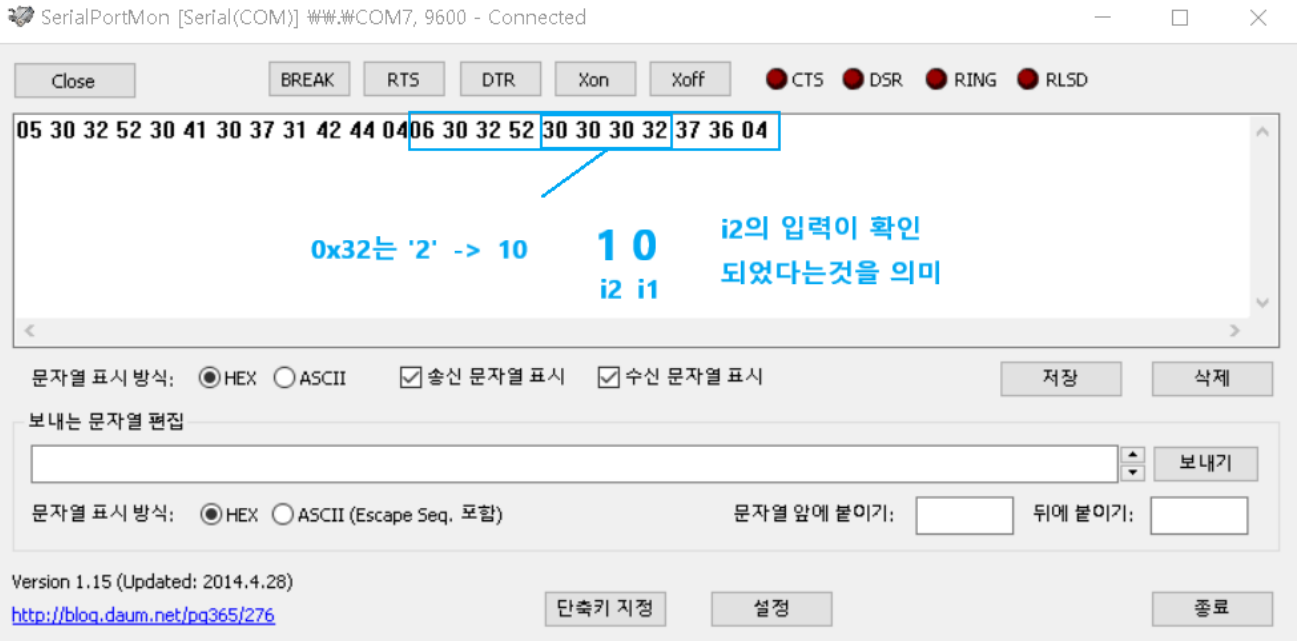 SerialPortMon [Serial(COM)] ₩₩.₩COM7, 9600 - Connected
Close BREAK RTS DTR Xon Xoff CTS DSR RING RLSD
05 30 32 52 30 41 30 37 31 42 44 04 06 30 32 52 30 30 30 32 37 36 04
0x32는 '2' -> 10
1 0
i2 i1
i2의 입력이 확인
되었다는것을 의미
문자열 표시 방식: HEX ASCII 송신 문자열 표시 수신 문자열 표시 저장 삭제
보내는 문자열 편집
보내기
문자열 표시 방식: HEX ASCII (Escape Seq. 포함) 문자열 앞에 붙이기: 뒤에 붙이기:
Version 1.15 (Updated: 2014.4.28)
http://blog.daum.net/pg365/276
단축키 지정 설정 종료